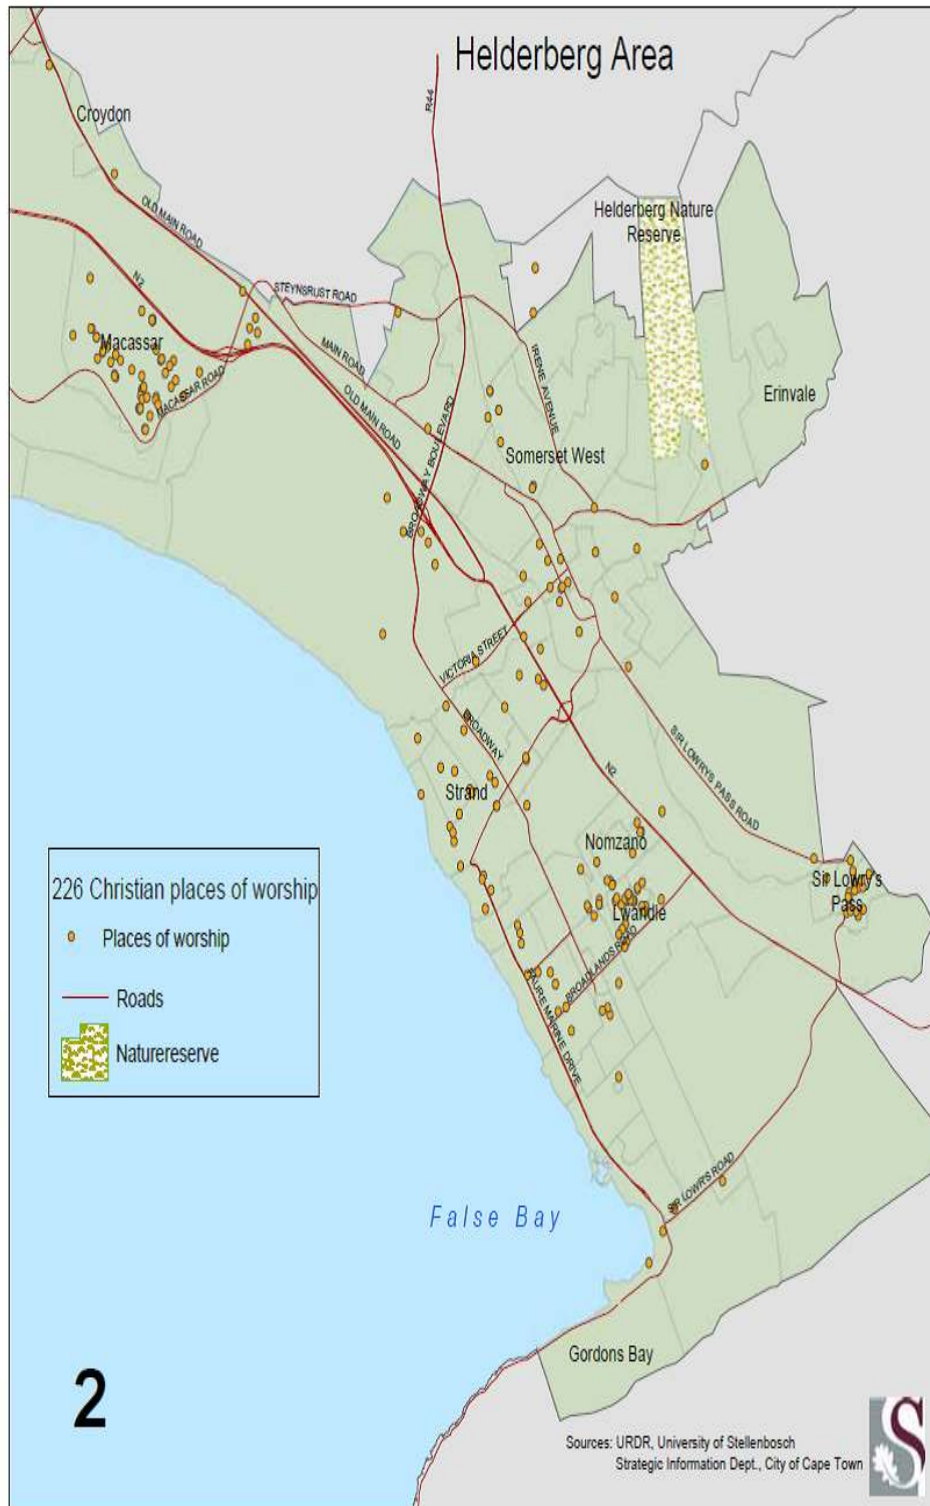 Helderberg Area
R44
Croydon
OLD MAIN ROAD
Helderberg Nature
Reserve
N2
STEYNSRUST ROAD
Macassar
MAIN ROAD
IRENE AVENUE
MACASSAR ROAD
OLD MAIN ROAD
Erinvale
BROADWAY BOULEVARD
Somerset West
VICTORIA STREET
BROADWAY
SIR LOWRYS PASS ROAD
N2
Strand
Nomzano
226 Christian places of worship
Places of worship
Roads
Naturereserve
Sir Lowry's
Pass
Lwandle
BROADLANDS ROAD
FAURE MARINE DRIVE
SIR LOWR'S ROAD
False Bay
Gordons Bay
2
Sources: URDR, University of Stellenbosch
Strategic Information Dept., City of Cape Town
S